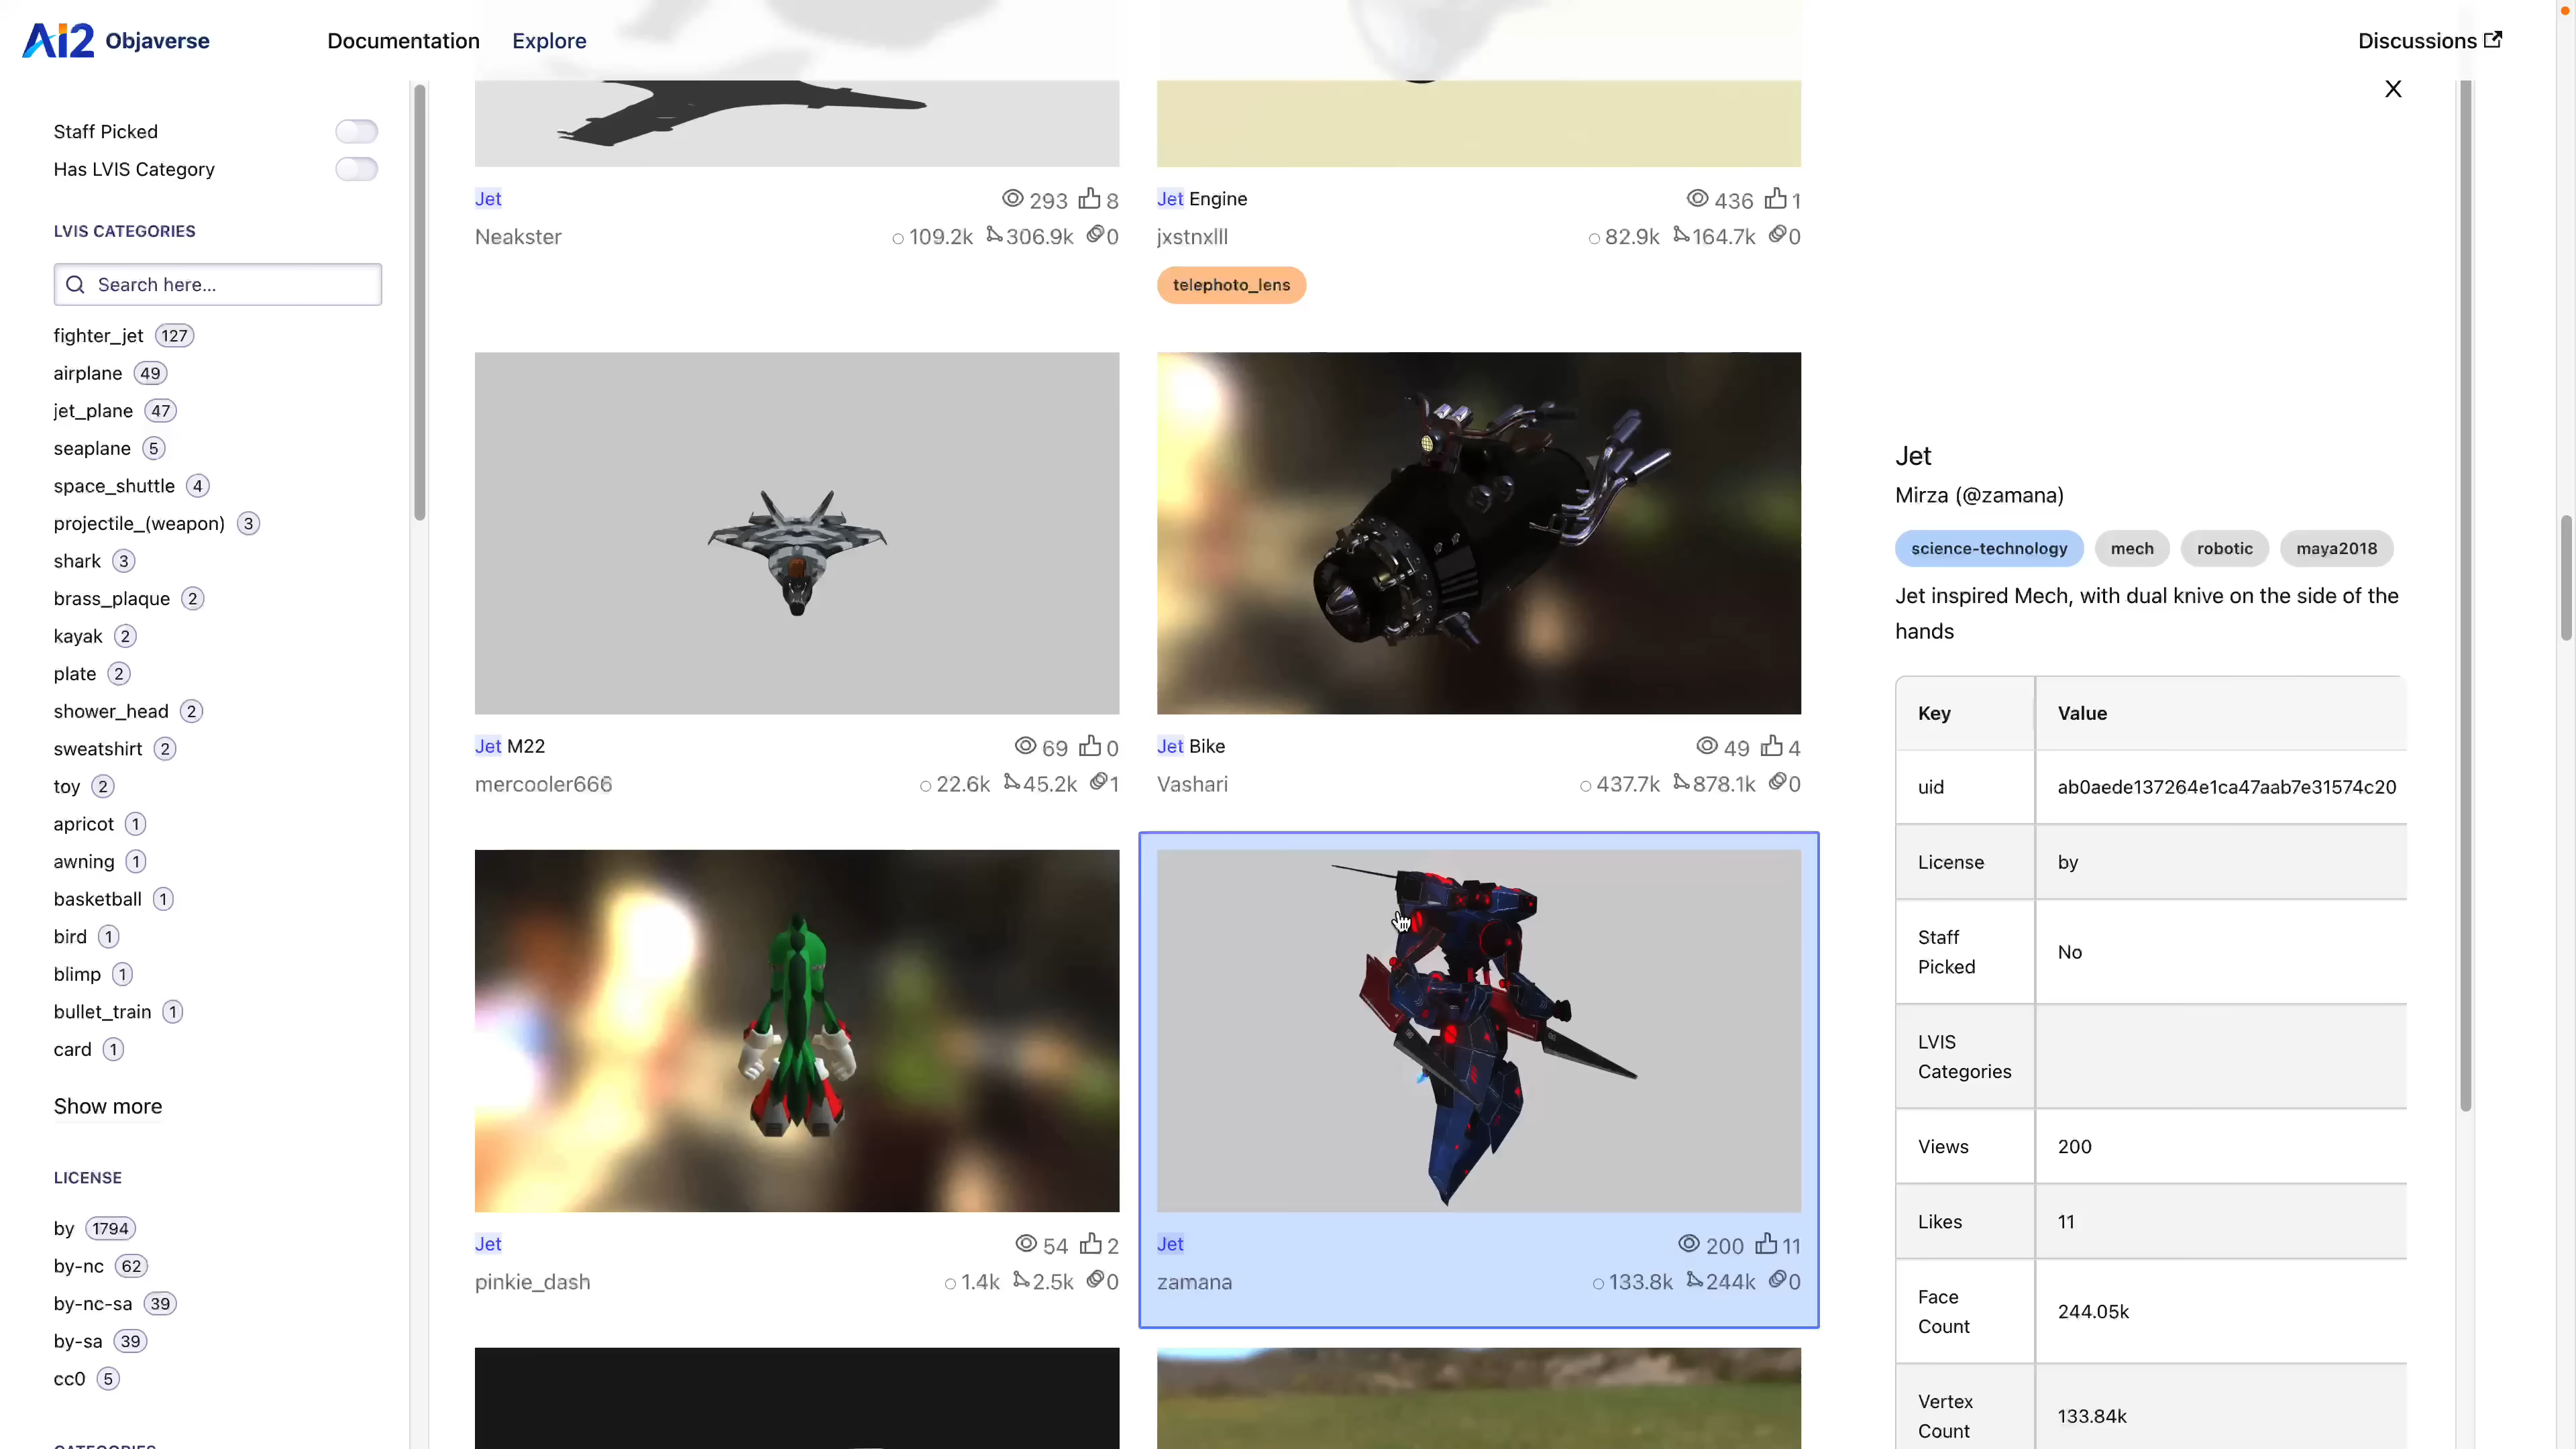 Ai2 Objaverse
Documentation
Explore
Discussions
Staff Picked
Has LVIS Category
LVIS CATEGORIES
Search here...
fighter_jet 127
airplane 49
jet_plane 47
seaplane 5
space_shuttle 4
projectile_(weapon) 3
shark 3
brass_plaque 2
kayak 2
plate 2
shower_head 2
sweatshirt 2
toy 2
apricot 1
awning 1
basketball 1
bird 1
blimp 1
bullet_train 1
card 1
Show more
LICENSE
by 1794
by-nc 62
by-nc-sa 39
by-sa 39
cc0 5
CATEGORIES
Jet 293 8
Neakster 109.2k 306.9k 0
Jet Engine 436 1
jxstnxlll 82.9k 164.7k 0
telephoto_lens
Jet M22 69 0
mercooler666 22.6k 45.2k 1
Jet Bike 49 4
Vashari 437.7k 878.1k 0
Jet 54 2
pinkie_dash 1.4k 2.5k 0
Jet 200 11
zamana 133.8k 244k 0
X
Jet
Mirza (@zamana)
science-technology mech robotic maya2018
Jet inspired Mech, with dual knive on the side of the
hands
Key Value
uid ab0aede137264e1ca47aab7e31574c20
License by
Staff
Picked No
LVIS
Categories
Views 200
Likes 11
Face
Count 244.05k
Vertex
Count 133.84k